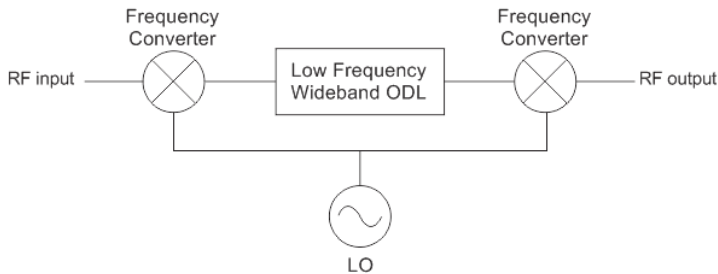 Frequency
Converter
Frequency
Converter
RF input
Low Frequency
Wideband ODL
RF output
LO